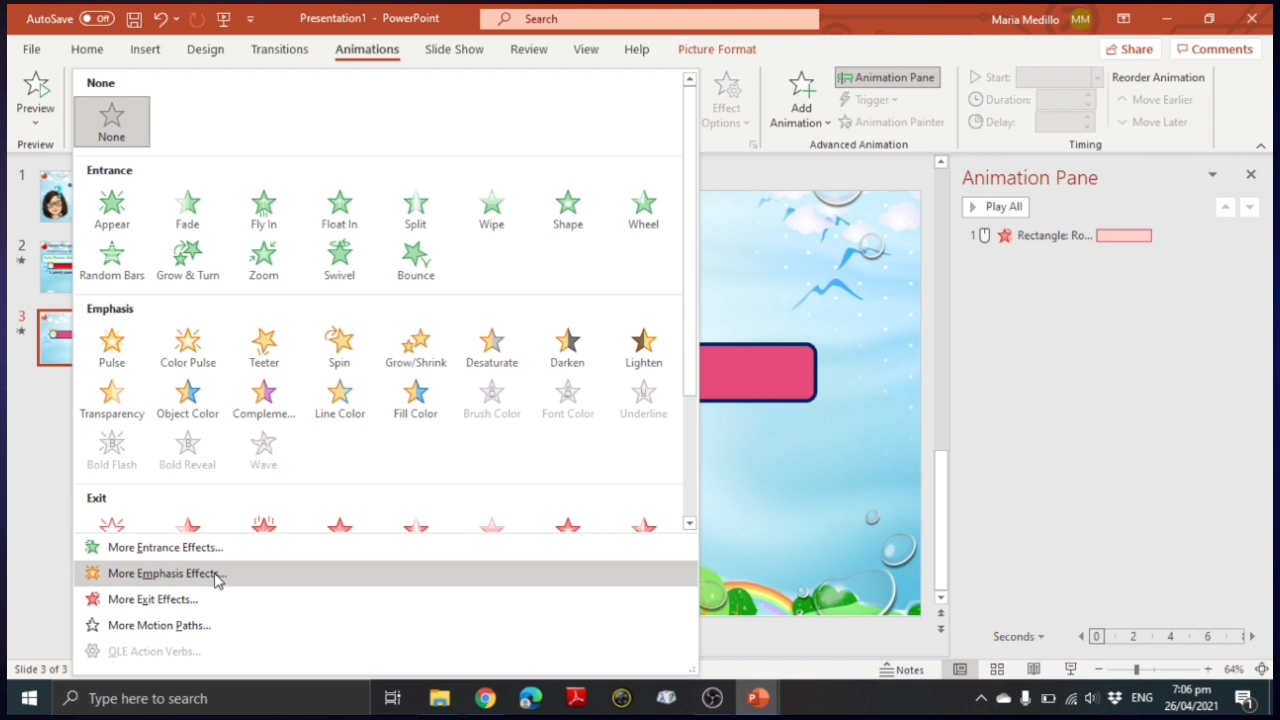 AutoSave Off Presentation1 - PowerPoint Search Maria Medillo MM
File Home Insert Design Transitions Animations Slide Show Review View Help Picture Format Share Comments
None
None
Entrance
Appear Fade Fly In Float In Split Wipe Shape Wheel
Random Bars Grow & Turn Zoom Swivel Bounce
Emphasis
Pulse Color Pulse Teeter Spin Grow/Shrink Desaturate Darken Lighten
Transparency Object Color Compleme... Line Color Fill Color Brush Color Font Color Underline
Bold Flash Bold Reveal Wave
Exit
More Entrance Effects...
More Emphasis Effects...
More Exit Effects...
More Motion Paths...
OLE Action Verbs...
Preview
Preview
Effect
Options
Add
Animation
Animation Pane
Trigger
Animation Painter
Advanced Animation
Start:
Duration:
Delay:
Reorder Animation
Move Earlier
Move Later
Timing
1
2
3
Animation Pane
Play All
1 Rectangle: Ro...
Seconds 0 2 4 6
Slide 3 of 3 Notes 64%
Type here to search ENG 7:06 pm
26/04/2021 1